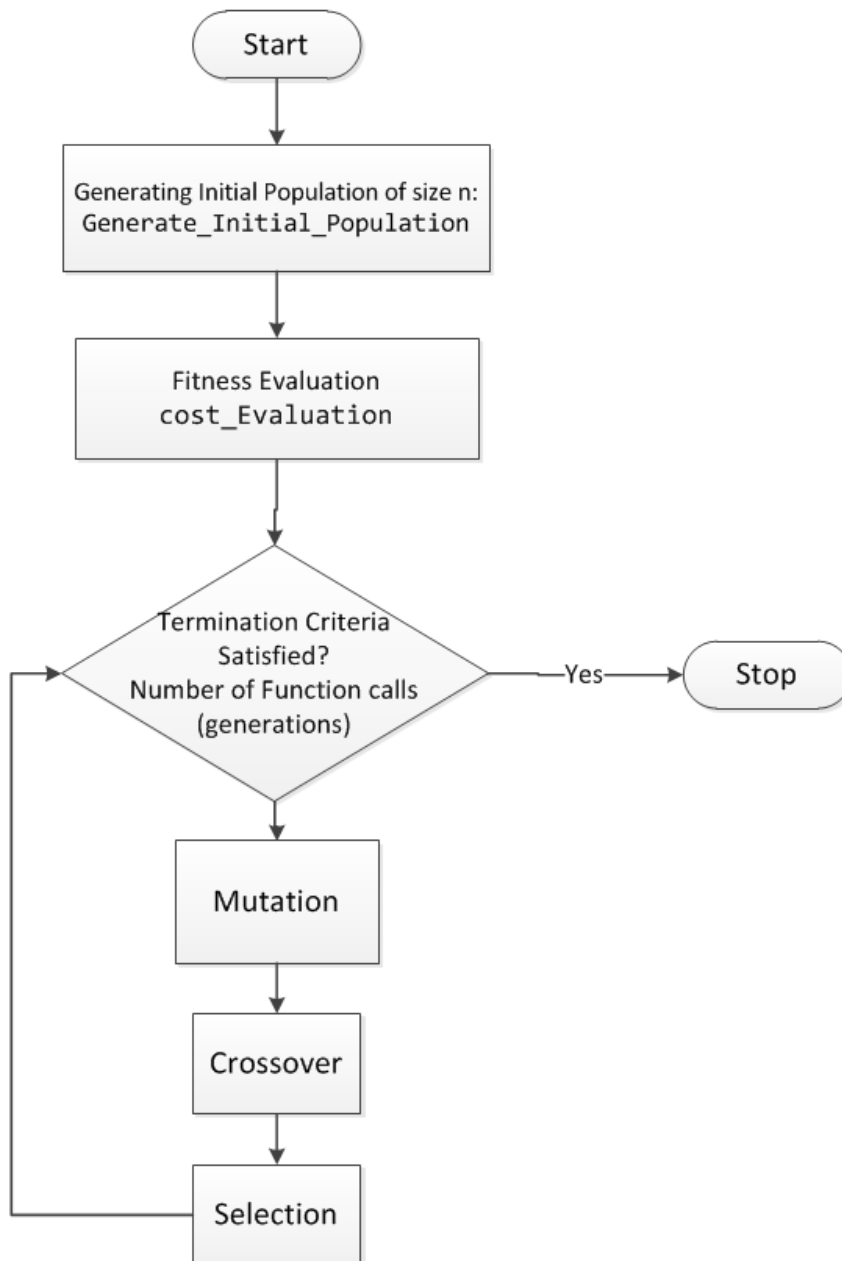 Start
Generating Initial Population of size n:
Generate_Initial_Population
Fitness Evaluation
cost_Evaluation
Termination Criteria
Satisfied?
Number of Function calls
(generations)
Yes
Stop
Mutation
Crossover
Selection